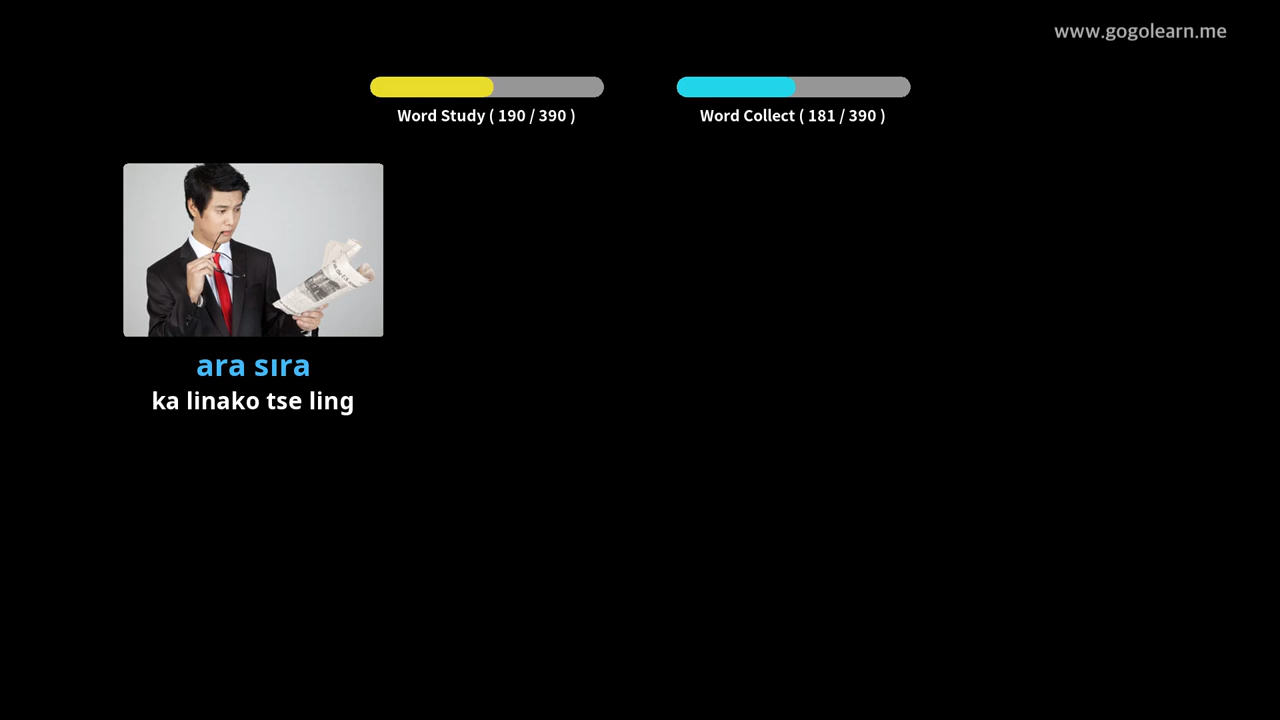 www.gogolearn.me
Word Study ( 190 / 390 )
Word Collect ( 181 / 390 )
ara sıra
ka linako tse ling